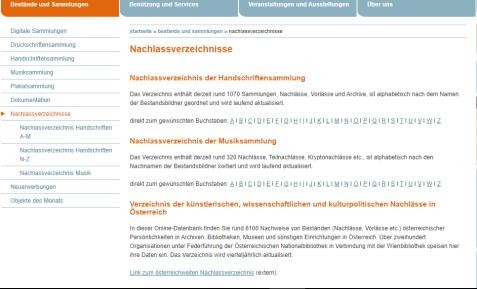 Bestände und Sammlungen
Benützung und Services
Veranstaltungen und Ausstellungen
Über uns
Digitale Sammlungen
Druckschriftensammlung
Handschriftensammlung
Musiksammlung
Plakatsammlung
Dokumentation
Nachlassverzeichnisse
Nachlassverzeichnis Handschriften
A-M
Nachlassverzeichnis Handschriften
N-Z
Nachlassverzeichnis Musik
Neuerwerbungen
Objekte des Monats
startseite » bestände und sammlungen » nachlassverzeichnisse
Nachlassverzeichnisse
Nachlassverzeichnis der Handschriftensammlung
Das Verzeichnis enthält derzeit rund 1070 Sammlungen, Nachlässe, Vorlässe und Archive, ist alphabetisch nach dem Namen
der Bestandsbildner geordnet und wird laufend aktualisiert.
direkt zum gewünschten Buchstaben: A | B | C | D | E | F | G | H | I | J | K | L | M | N | O | P | Q | R | S | T | U | V | W | Z
Nachlassverzeichnis der Musiksammlung
Das Verzeichnis enthält derzeit rund 320 Nachlässe, Teilnachlässe, Kryptonachlässe etc., ist alphabetisch nach den
Nachnamen der Bestandsbildner sortiert und wird laufend aktualisiert.
direkt zum gewünschten Buchstaben: A | B | C | D | E | F | G | H | I | J | K | L | M | N | O | P | Q | R | S | T | U | V | W | Z
Verzeichnis der künstlerischen, wissenschaftlichen und kulturpolitischen Nachlässe in
Österreich
In dieser Online-Datenbank finden Sie rund 6100 Nachweise von Beständen (Nachlässe, Vorlässe etc.) österreichischer
Persönlichkeiten in Archiven, Bibliotheken, Museen und sonstigen Einrichtungen in Österreich. Über zweihundert
Organisationen unter Federführung der Österreichischen Nationalbibliothek in Verbindung mit der Wienbibliothek speisen hier
ihre Daten ein. Das Verzeichnis wird vierteljährlich aktualisiert.
Link zum österreichweiten Nachlassverzeichnis (extern).